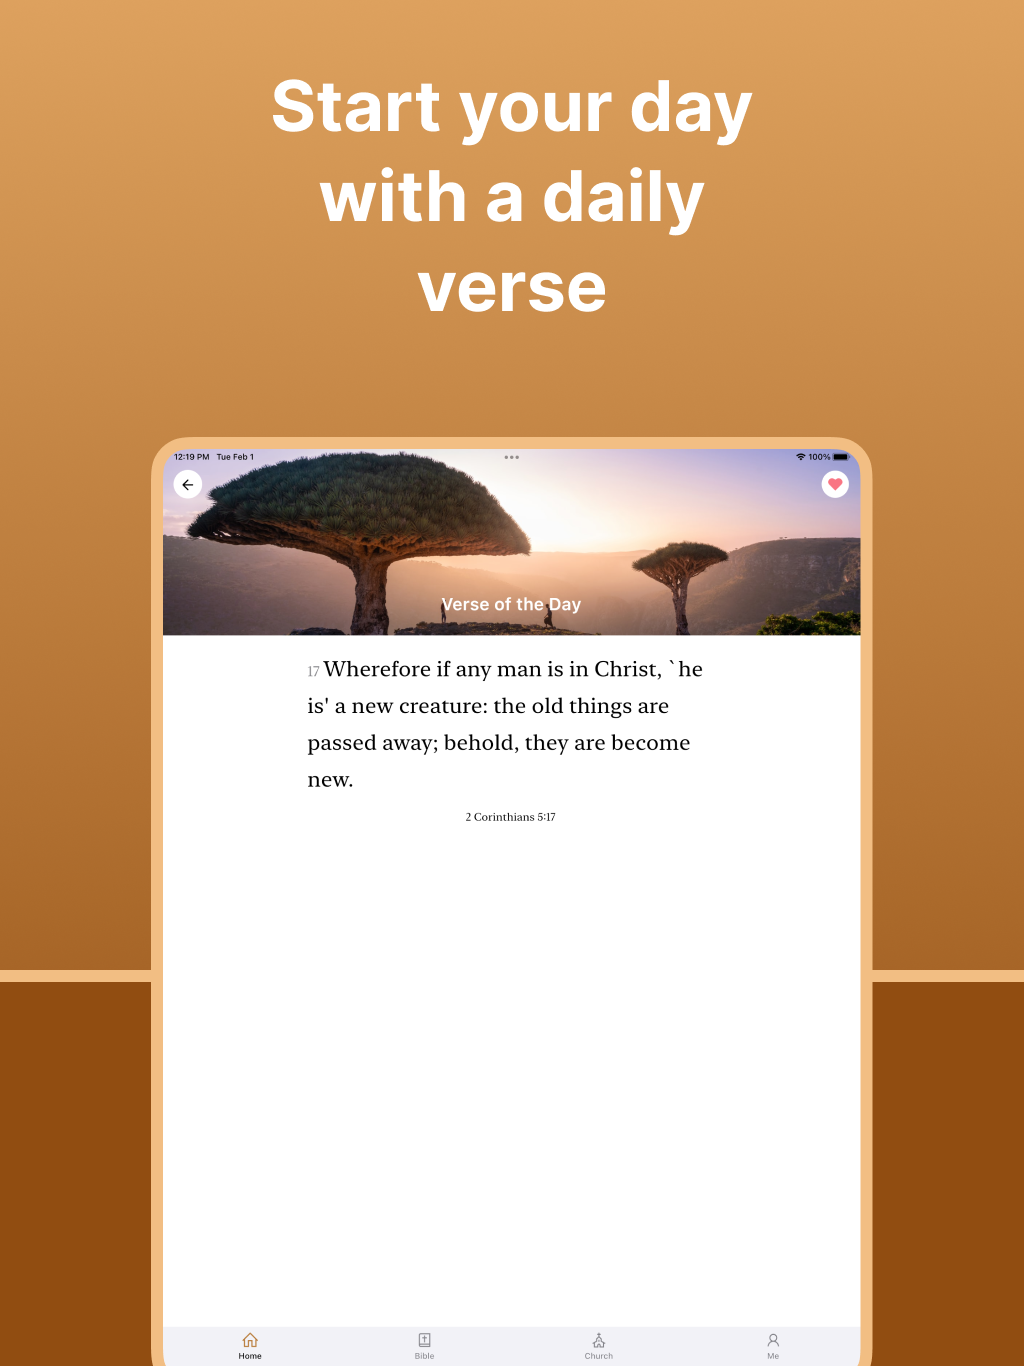 Start your day
with a daily
verse
12:19 PM Tue Feb 1
100%
Verse of the Day
17 Wherefore if any man is in Christ, `he
is' a new creature: the old things are
passed away; behold, they are become
new.
2 Corinthians 5:17
Home Bible Church Me